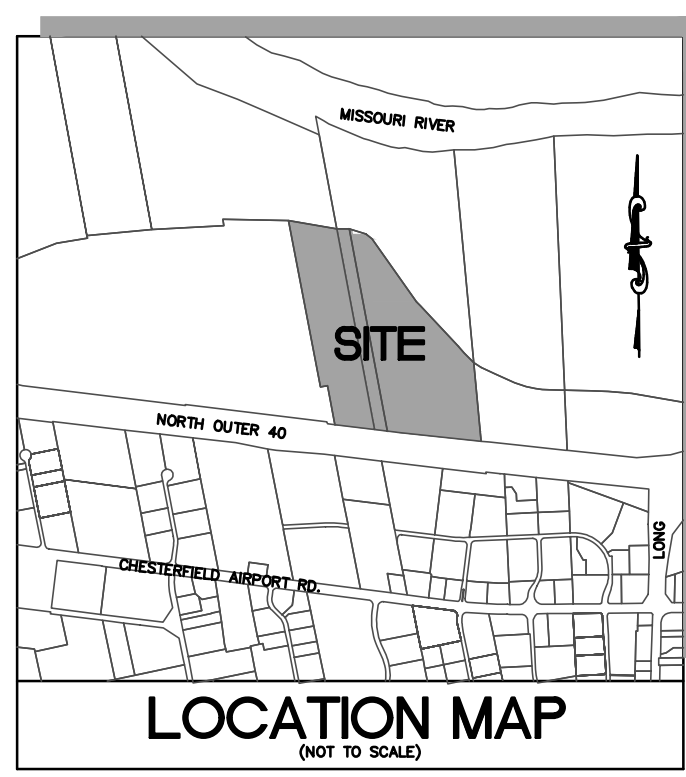 MISSOURI RIVER
SITE
NORTH OUTER 40
LONG
CHESTERFIELD AIRPORT RD.
LOCATION MAP
(NOT TO SCALE)